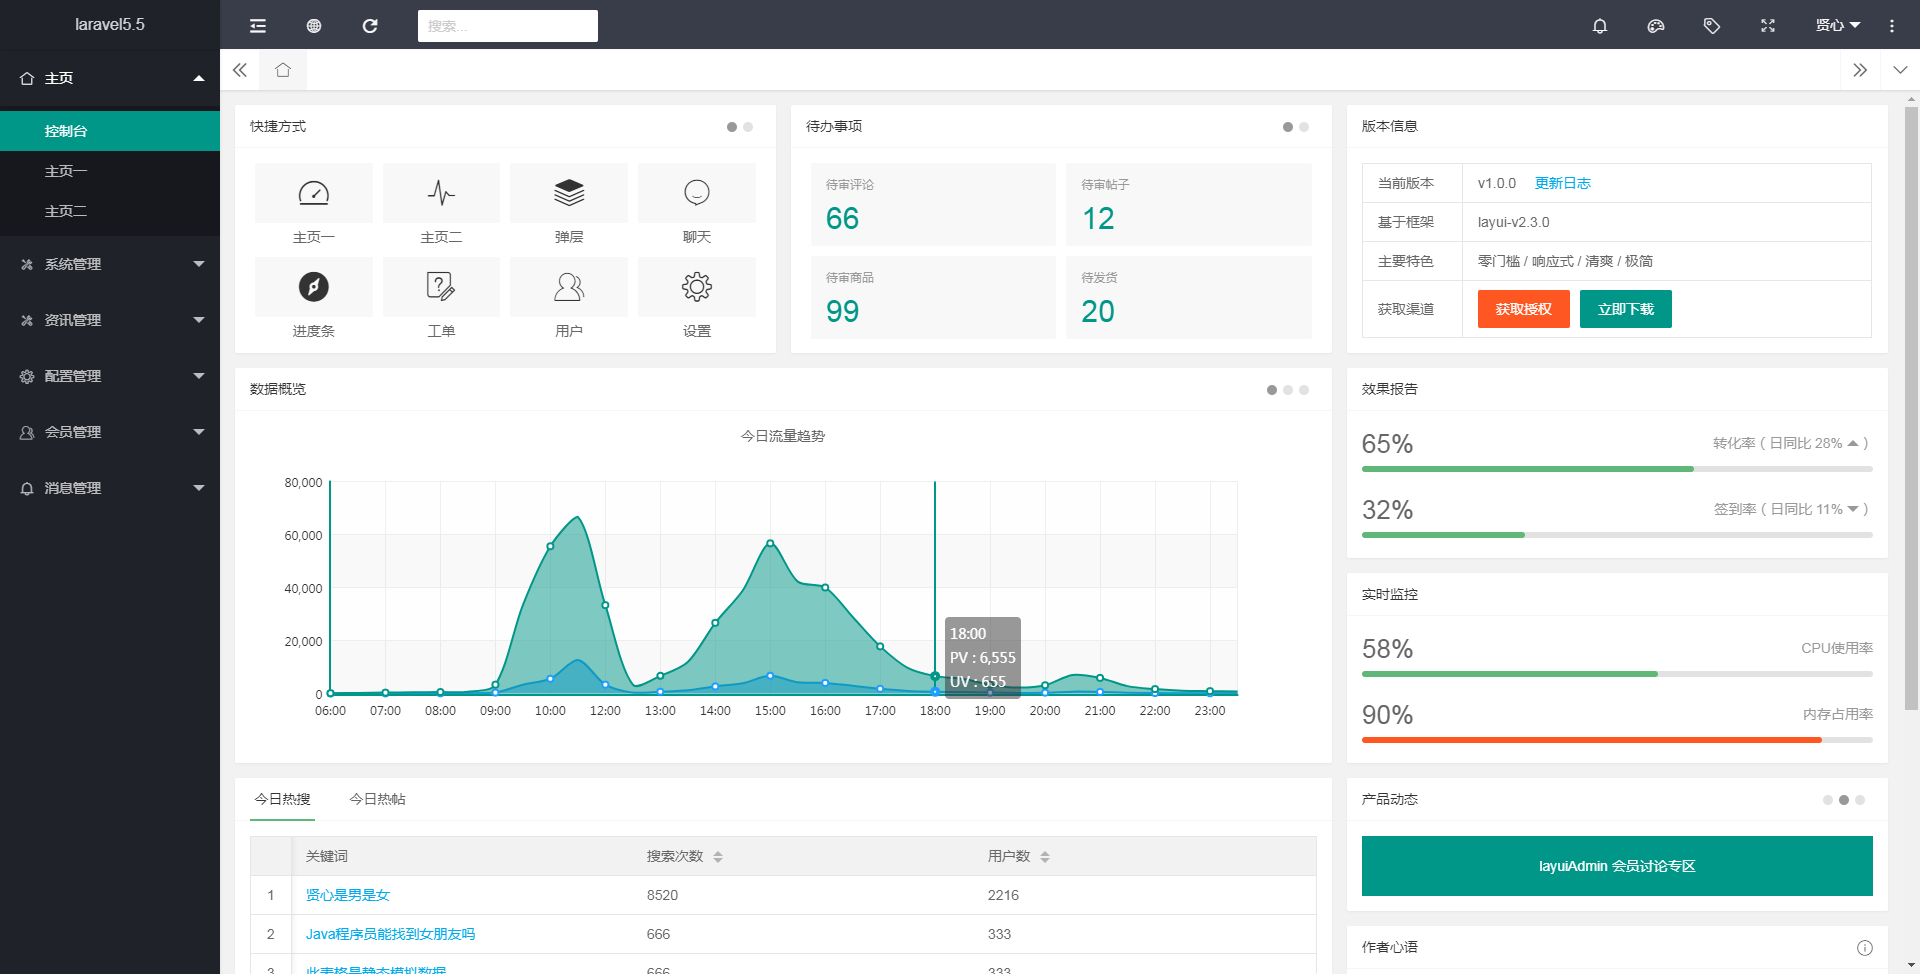 laravel5.5
搜索...
贤心
主页
控制台
主页一
主页二
系统管理
资讯管理
配置管理
会员管理
消息管理
快捷方式
主页一
主页二
弹层
聊天
进度条
工单
用户
设置
待办事项
待审评论
66
待审帖子
12
待审商品
99
待发货
20
版本信息
当前版本 v1.0.0 更新日志
基于框架 layui-v2.3.0
主要特色 零门槛 / 响应式 / 清爽 / 极简
获取渠道 获取授权 立即下载
数据概览
今日流量趋势
80,000
60,000
40,000
20,000
0
06:00 07:00 08:00 09:00 10:00 12:00 13:00 14:00 15:00 16:00 17:00 18:00 19:00 20:00 21:00 22:00 23:00
18:00
PV : 6,555
UV : 655
效果报告
65% 转化率 ( 日同比 28% )
32% 签到率 ( 日同比 11% )
实时监控
58% CPU使用率
90% 内存占用率
今日热搜 今日热帖
关键词 搜索次数 用户数
1 贤心是男是女 8520 2216
2 Java程序员能找到女朋友吗 666 333
3 此表格是静态模拟数据 666 333
产品动态
layuiAdmin 会员讨论专区
作者心语